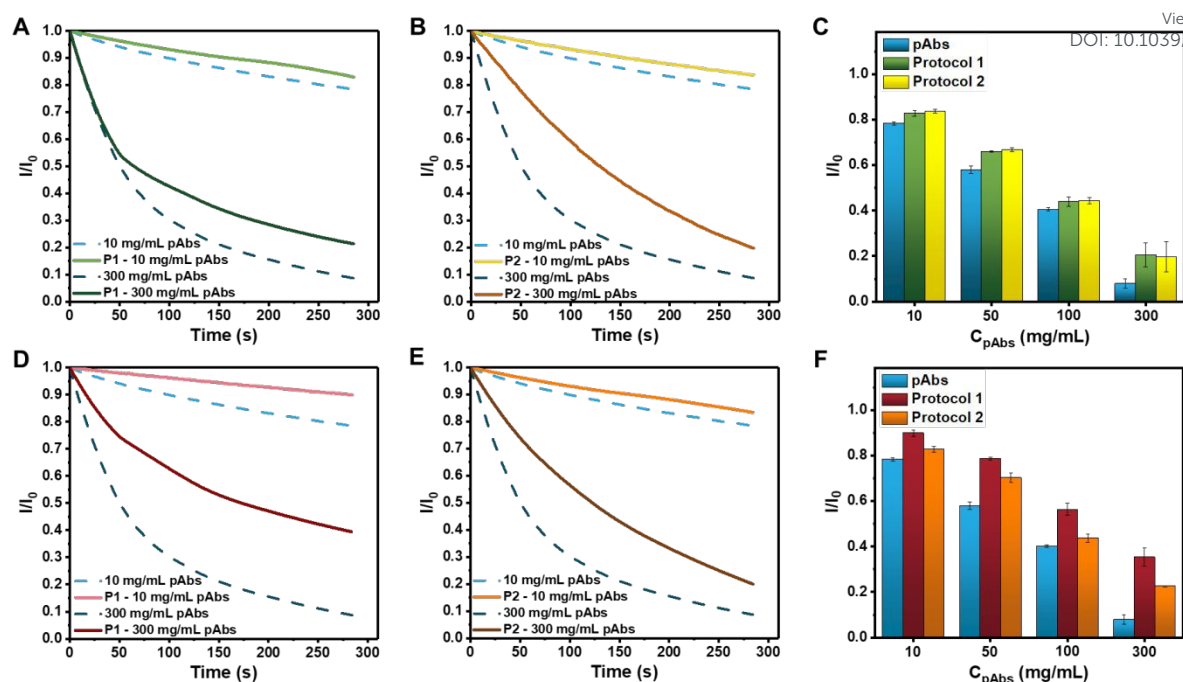 Vie
DOI: 10.1039/
A
I/I0
1.0
0.9
0.8
0.7
0.6
0.5
0.4
0.3
0.2
0.1
0.0
10 mg/mL pAbs
P1 - 10 mg/mL pAbs
300 mg/mL pAbs
P1 - 300 mg/mL pAbs
0 50 100 150 200 250 300
Time (s)
B
I/I0
1.0
0.9
0.8
0.7
0.6
0.5
0.4
0.3
0.2
0.1
0.0
10 mg/mL pAbs
P2 - 10 mg/mL pAbs
300 mg/mL pAbs
P2 - 300 mg/mL pAbs
0 50 100 150 200 250 300
Time (s)
C
pAbs
Protocol 1
Protocol 2
I/I0
1.0
0.8
0.6
0.4
0.2
0.0
10 50 100 300
CpAbs (mg/mL)
D
I/I0
1.0
0.9
0.8
0.7
0.6
0.5
0.4
0.3
0.2
0.1
0.0
10 mg/mL pAbs
P1 - 10 mg/mL pAbs
300 mg/mL pAbs
P1 - 300 mg/mL pAbs
0 50 100 150 200 250 300
Time (s)
E
I/I0
1.0
0.9
0.8
0.7
0.6
0.5
0.4
0.3
0.2
0.1
0.0
10 mg/mL pAbs
P2 - 10 mg/mL pAbs
300 mg/mL pAbs
P2 - 300 mg/mL pAbs
0 50 100 150 200 250 300
Time (s)
F
pAbs
Protocol 1
Protocol 2
I/I0
1.0
0.8
0.6
0.4
0.2
0.0
10 50 100 300
CpAbs (mg/mL)